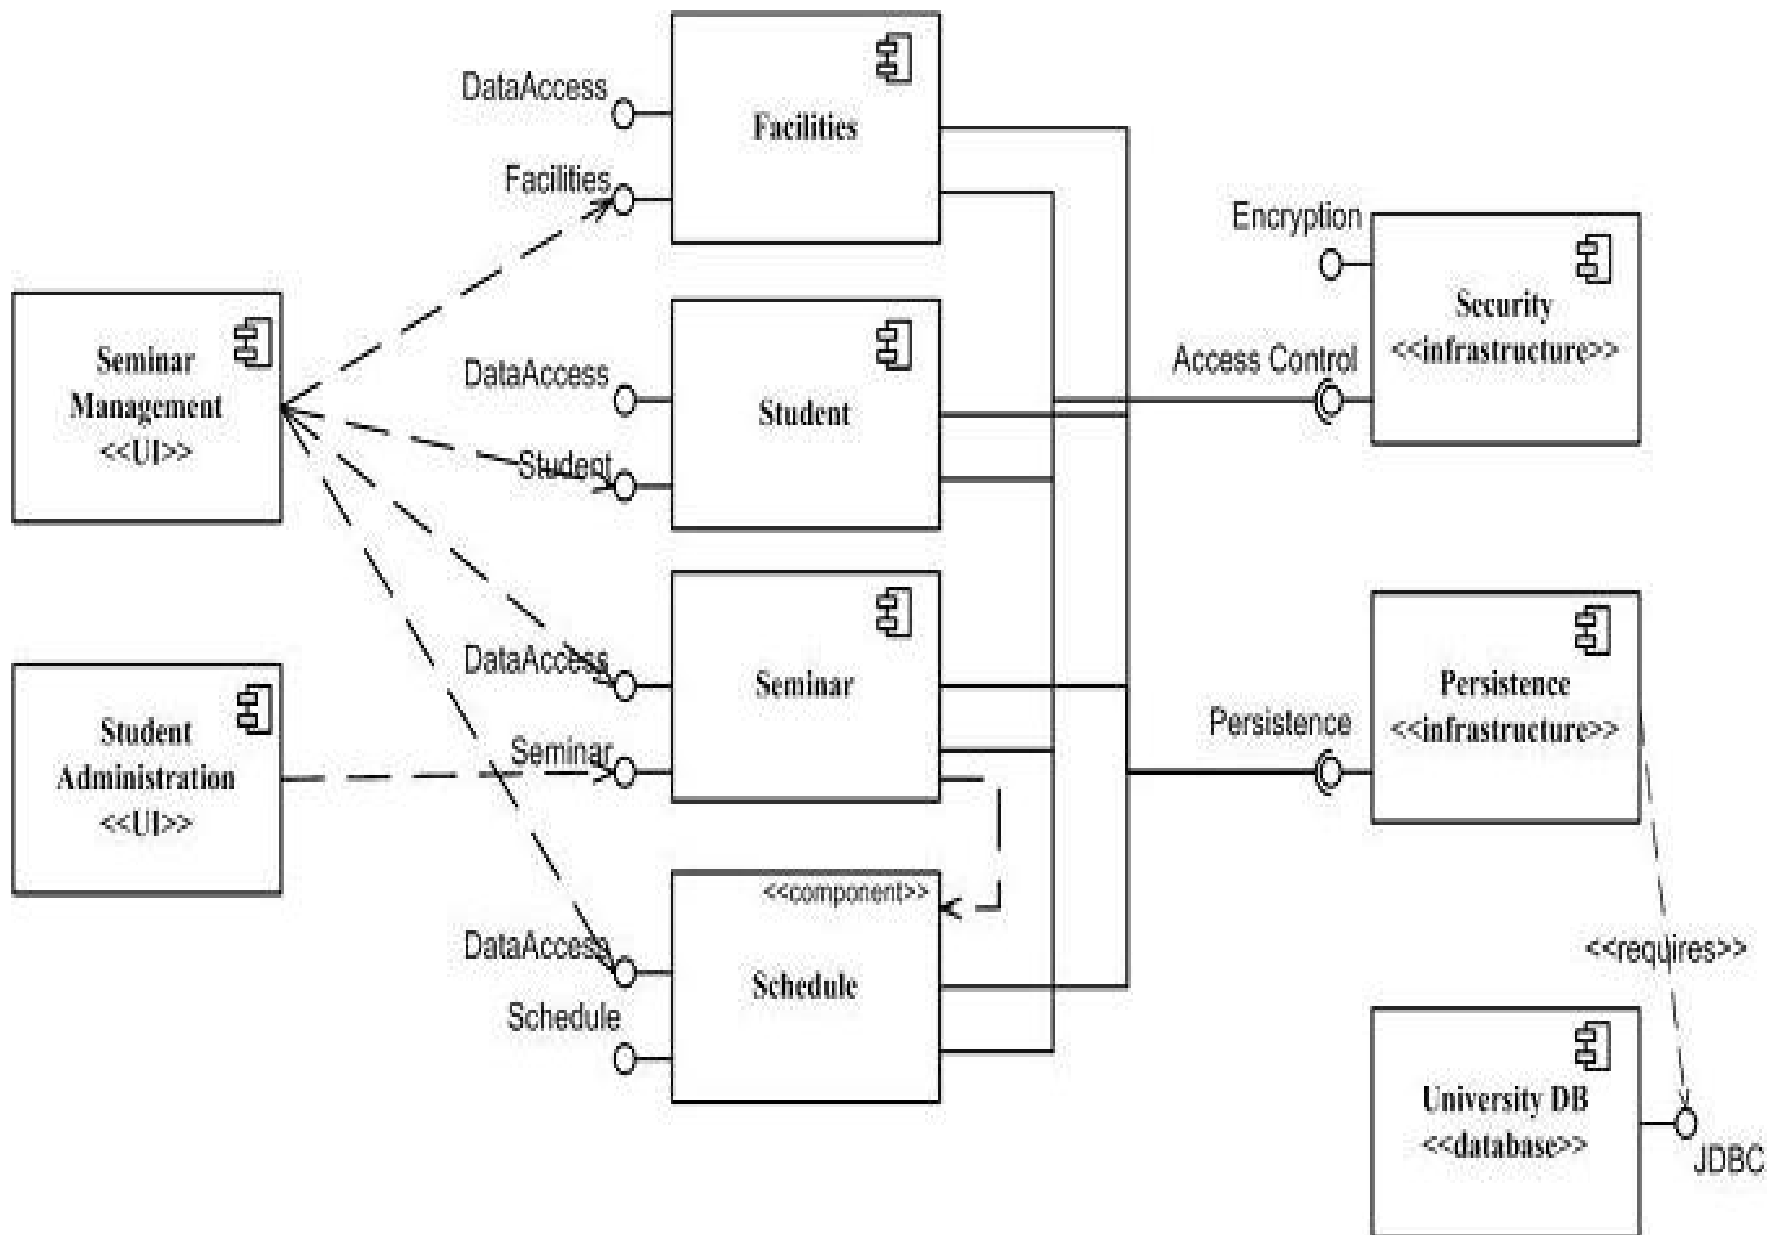 DataAccess
Facilities
Facilities
Encryption
Security
<<infrastructure>>
Access Control
Seminar
Management
<<UI>>
DataAccess
Student
Student
DataAccess
Seminar
Seminar
Persistence
<<infrastructure>>
Persistence
Student
Administration
<<UI>>
<<component>>
DataAccess
Schedule
Schedule
<<requires>>
University DB
<<database>>
JDBC